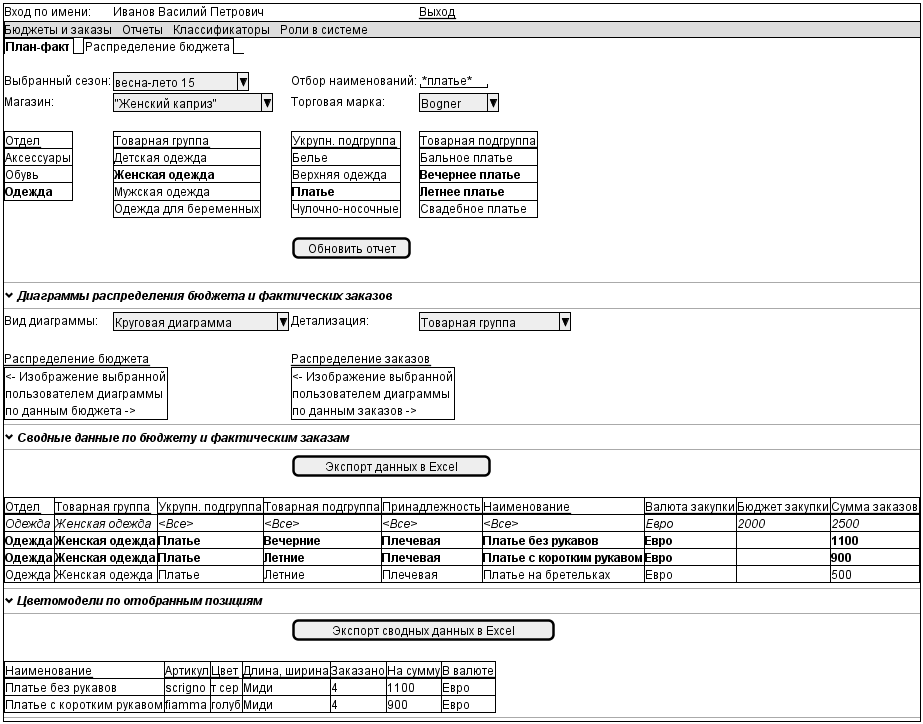 Вход по имени: Иванов Василий Петрович Выход
Бюджеты и заказы Отчеты Классификаторы Роли в системе
План-факт Распределение бюджета
Выбранный сезон: весна-лето 15 Отбор наименований: *платье*
Магазин: "Женский каприз" Торговая марка: Bogner
Отдел Товарная группа Укрупн. подгруппа Товарная подгруппа
Аксессуары Детская одежда Белье Бальное платье
Обувь Женская одежда Верхняя одежда Вечернее платье
Одежда Мужская одежда Платье Летнее платье
Одежда для беременных Чулочно-носочные Свадебное платье
Обновить отчет
Диаграммы распределения бюджета и фактических заказов
Вид диаграммы: Круговая диаграмма Детализация: Товарная группа
Распределение бюджета Распределение заказов
<- Изображение выбранной <- Изображение выбранной
пользователем диаграммы пользователем диаграммы
по данным бюджета -> по данным заказов ->
Сводные данные по бюджету и фактическим заказам
Экспорт данных в Excel
Отдел Товарная группа Укрупн. подгруппа Товарная подгруппа Принадлежность Наименование Валюта закупки Бюджет закупки Сумма заказов
Одежда Женская одежда <Все> <Все> <Все> <Все> Евро 2000 2500
Одежда Женская одежда Платье Вечерние Плечевая Платье без рукавов Евро 1100
Одежда Женская одежда Платье Летние Плечевая Платье с коротким рукавом Евро 900
Одежда Женская одежда Платье Летние Плечевая Платье на бретельках Евро 500
Цветомодели по отобранным позициям
Экспорт сводных данных в Excel
Наименование Артикул Цвет Длина, ширина Заказано На сумму В валюте
Платье без рукавов scrigno т сер Миди 4 1100 Евро
Платье с коротким рукавом fiamma голуб Миди 4 900 Евро